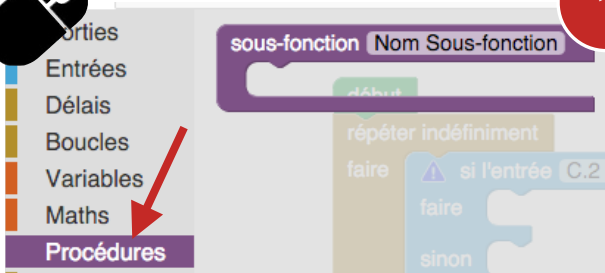 Sorties
Entrées
Délais
Boucles
Variables
Maths
Procédures
sous-fonction Nom Sous-fonction
début
répéter indéfiniment
faire
si l'entrée C.2
faire
sinon